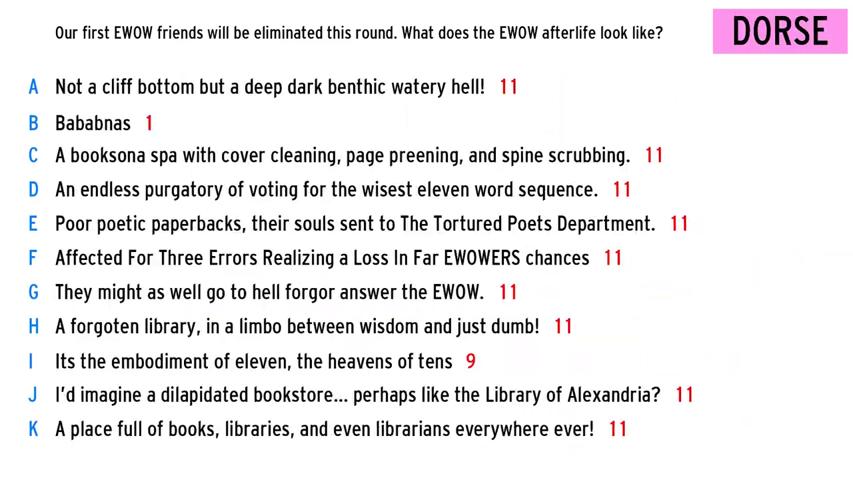 Our first EWOW friends will be eliminated this round. What does the EWOW afterlife look like?
DORSE
A Not a cliff bottom but a deep dark benthic watery hell! 11
B Bababnas 1
C A booksona spa with cover cleaning, page preening, and spine scrubbing. 11
D An endless purgatory of voting for the wisest eleven word sequence. 11
E Poor poetic paperbacks, their souls sent to The Tortured Poets Department. 11
F Affected For Three Errors Realizing a Loss In Far EWOWERS chances 11
G They might as well go to hell forgor answer the EWOW. 11
H A forgoten library, in a limbo between wisdom and just dumb! 11
I Its the embodiment of eleven, the heavens of tens 9
J I'd imagine a dilapidated bookstore... perhaps like the Library of Alexandria? 11
K A place full of books, libraries, and even librarians everywhere ever! 11